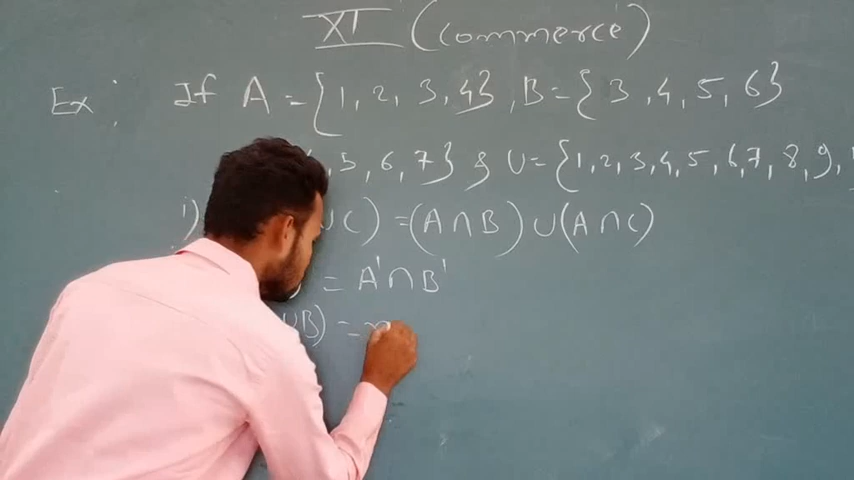 XI (Commerce)
Ex: If A = {1, 2, 3, 4}, B = {3, 4, 5, 6}
, 5, 6, 7} & U = {1, 2, 3, 4, 5, 6, 7, 8, 9,
i) ∪C) = (A∩B)∪(A∩C)
= A'∩B'
∪B) = n